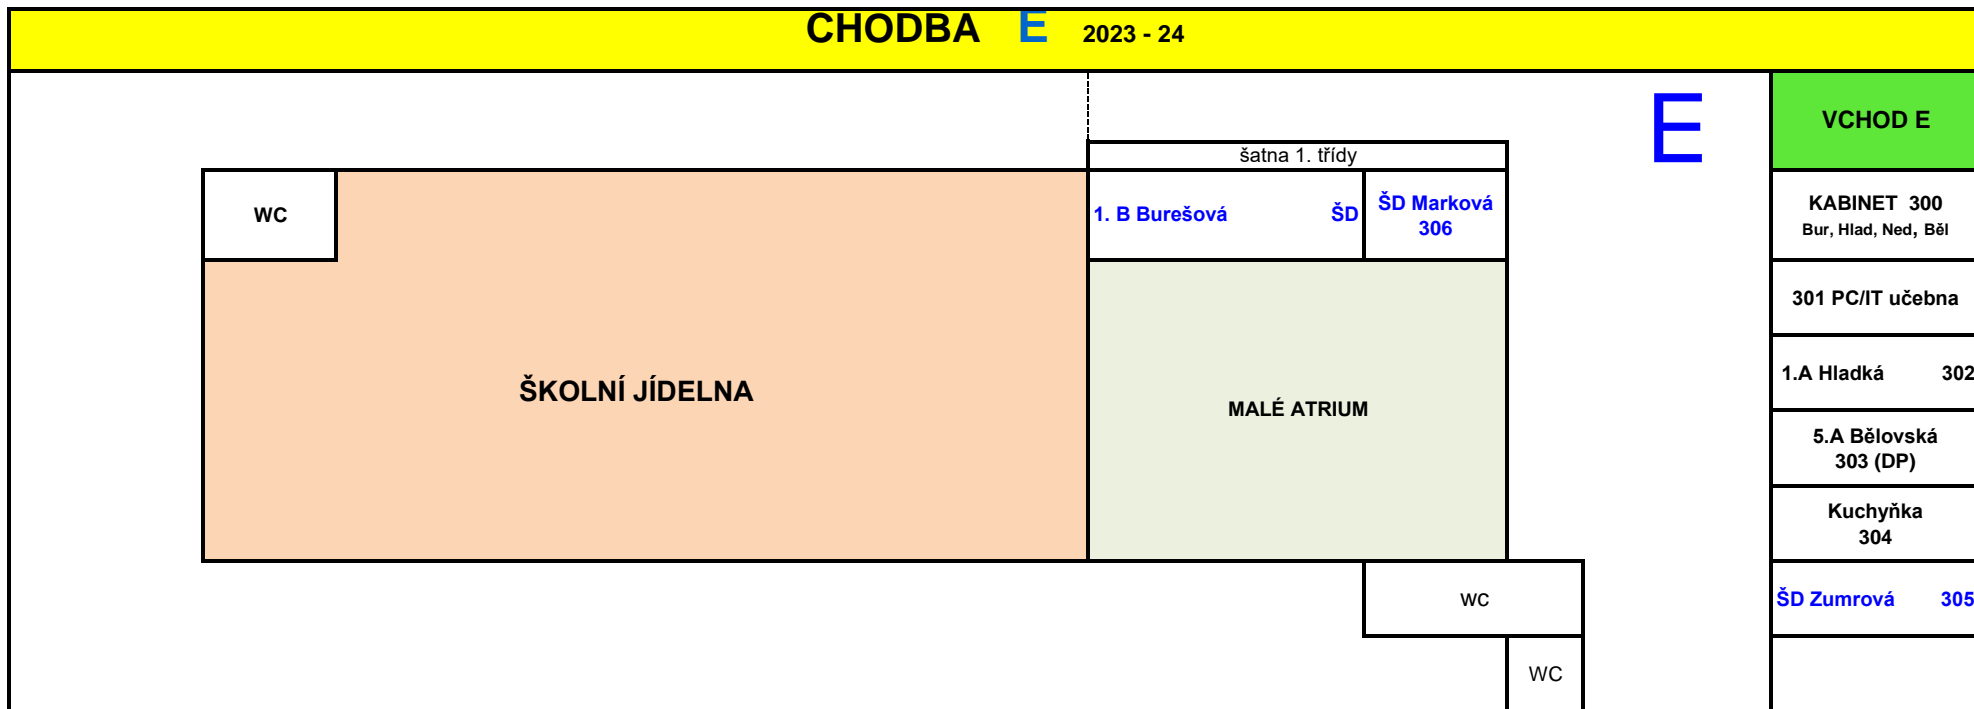 CHODBA E 2023 - 24
E
VCHOD E
šatna 1. třídy
WC
1. B Burešová ŠD
ŠD Marková
306
KABINET 300
Bur, Hlad, Ned, Běl
301 PC/IT učebna
ŠKOLNÍ JÍDELNA
MALÉ ATRIUM
1.A Hladká 302
5.A Bělovská
303 (DP)
Kuchyňka
304
WC
ŠD Zumrová 305
WC